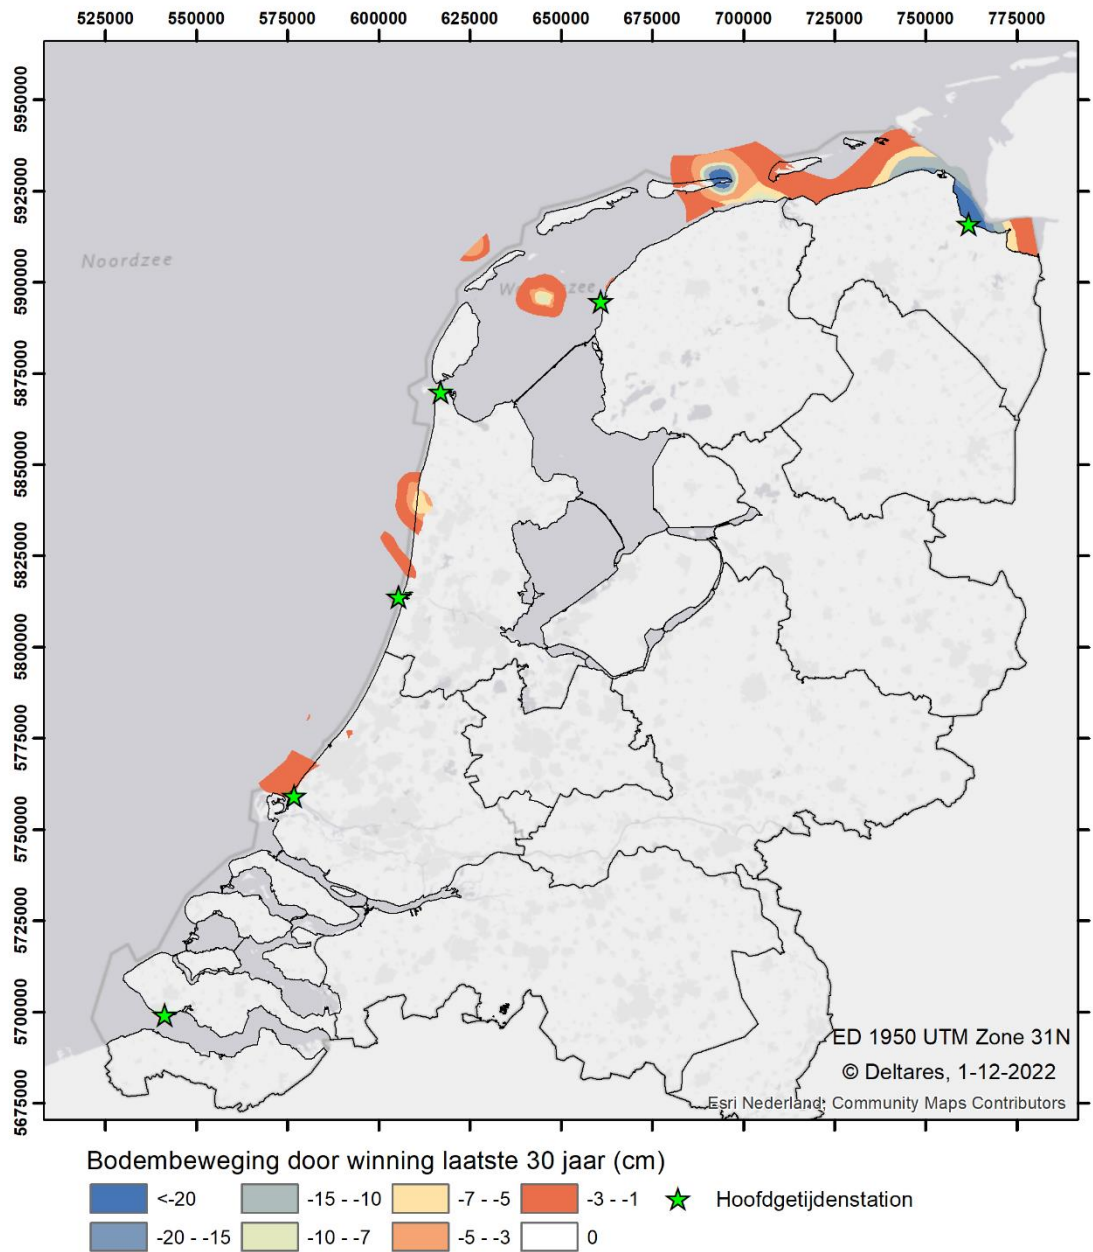 525000 550000 575000 600000 625000 650000 675000 700000 725000 750000 775000
5950000
5925000
5900000
5875000
5850000
5825000
5800000
5775000
5750000
5725000
5700000
5675000
Noordzee
ED 1950 UTM Zone 31N
© Deltares, 1-12-2022
Esri Nederland; Community Maps Contributors
Bodembeweging door winning laatste 30 jaar (cm)
<-20 -15 - -10 -7 - -5 -3 - -1 Hoofdgetijdenstation
-20 - -15 -10 - -7 -5 - -3 0